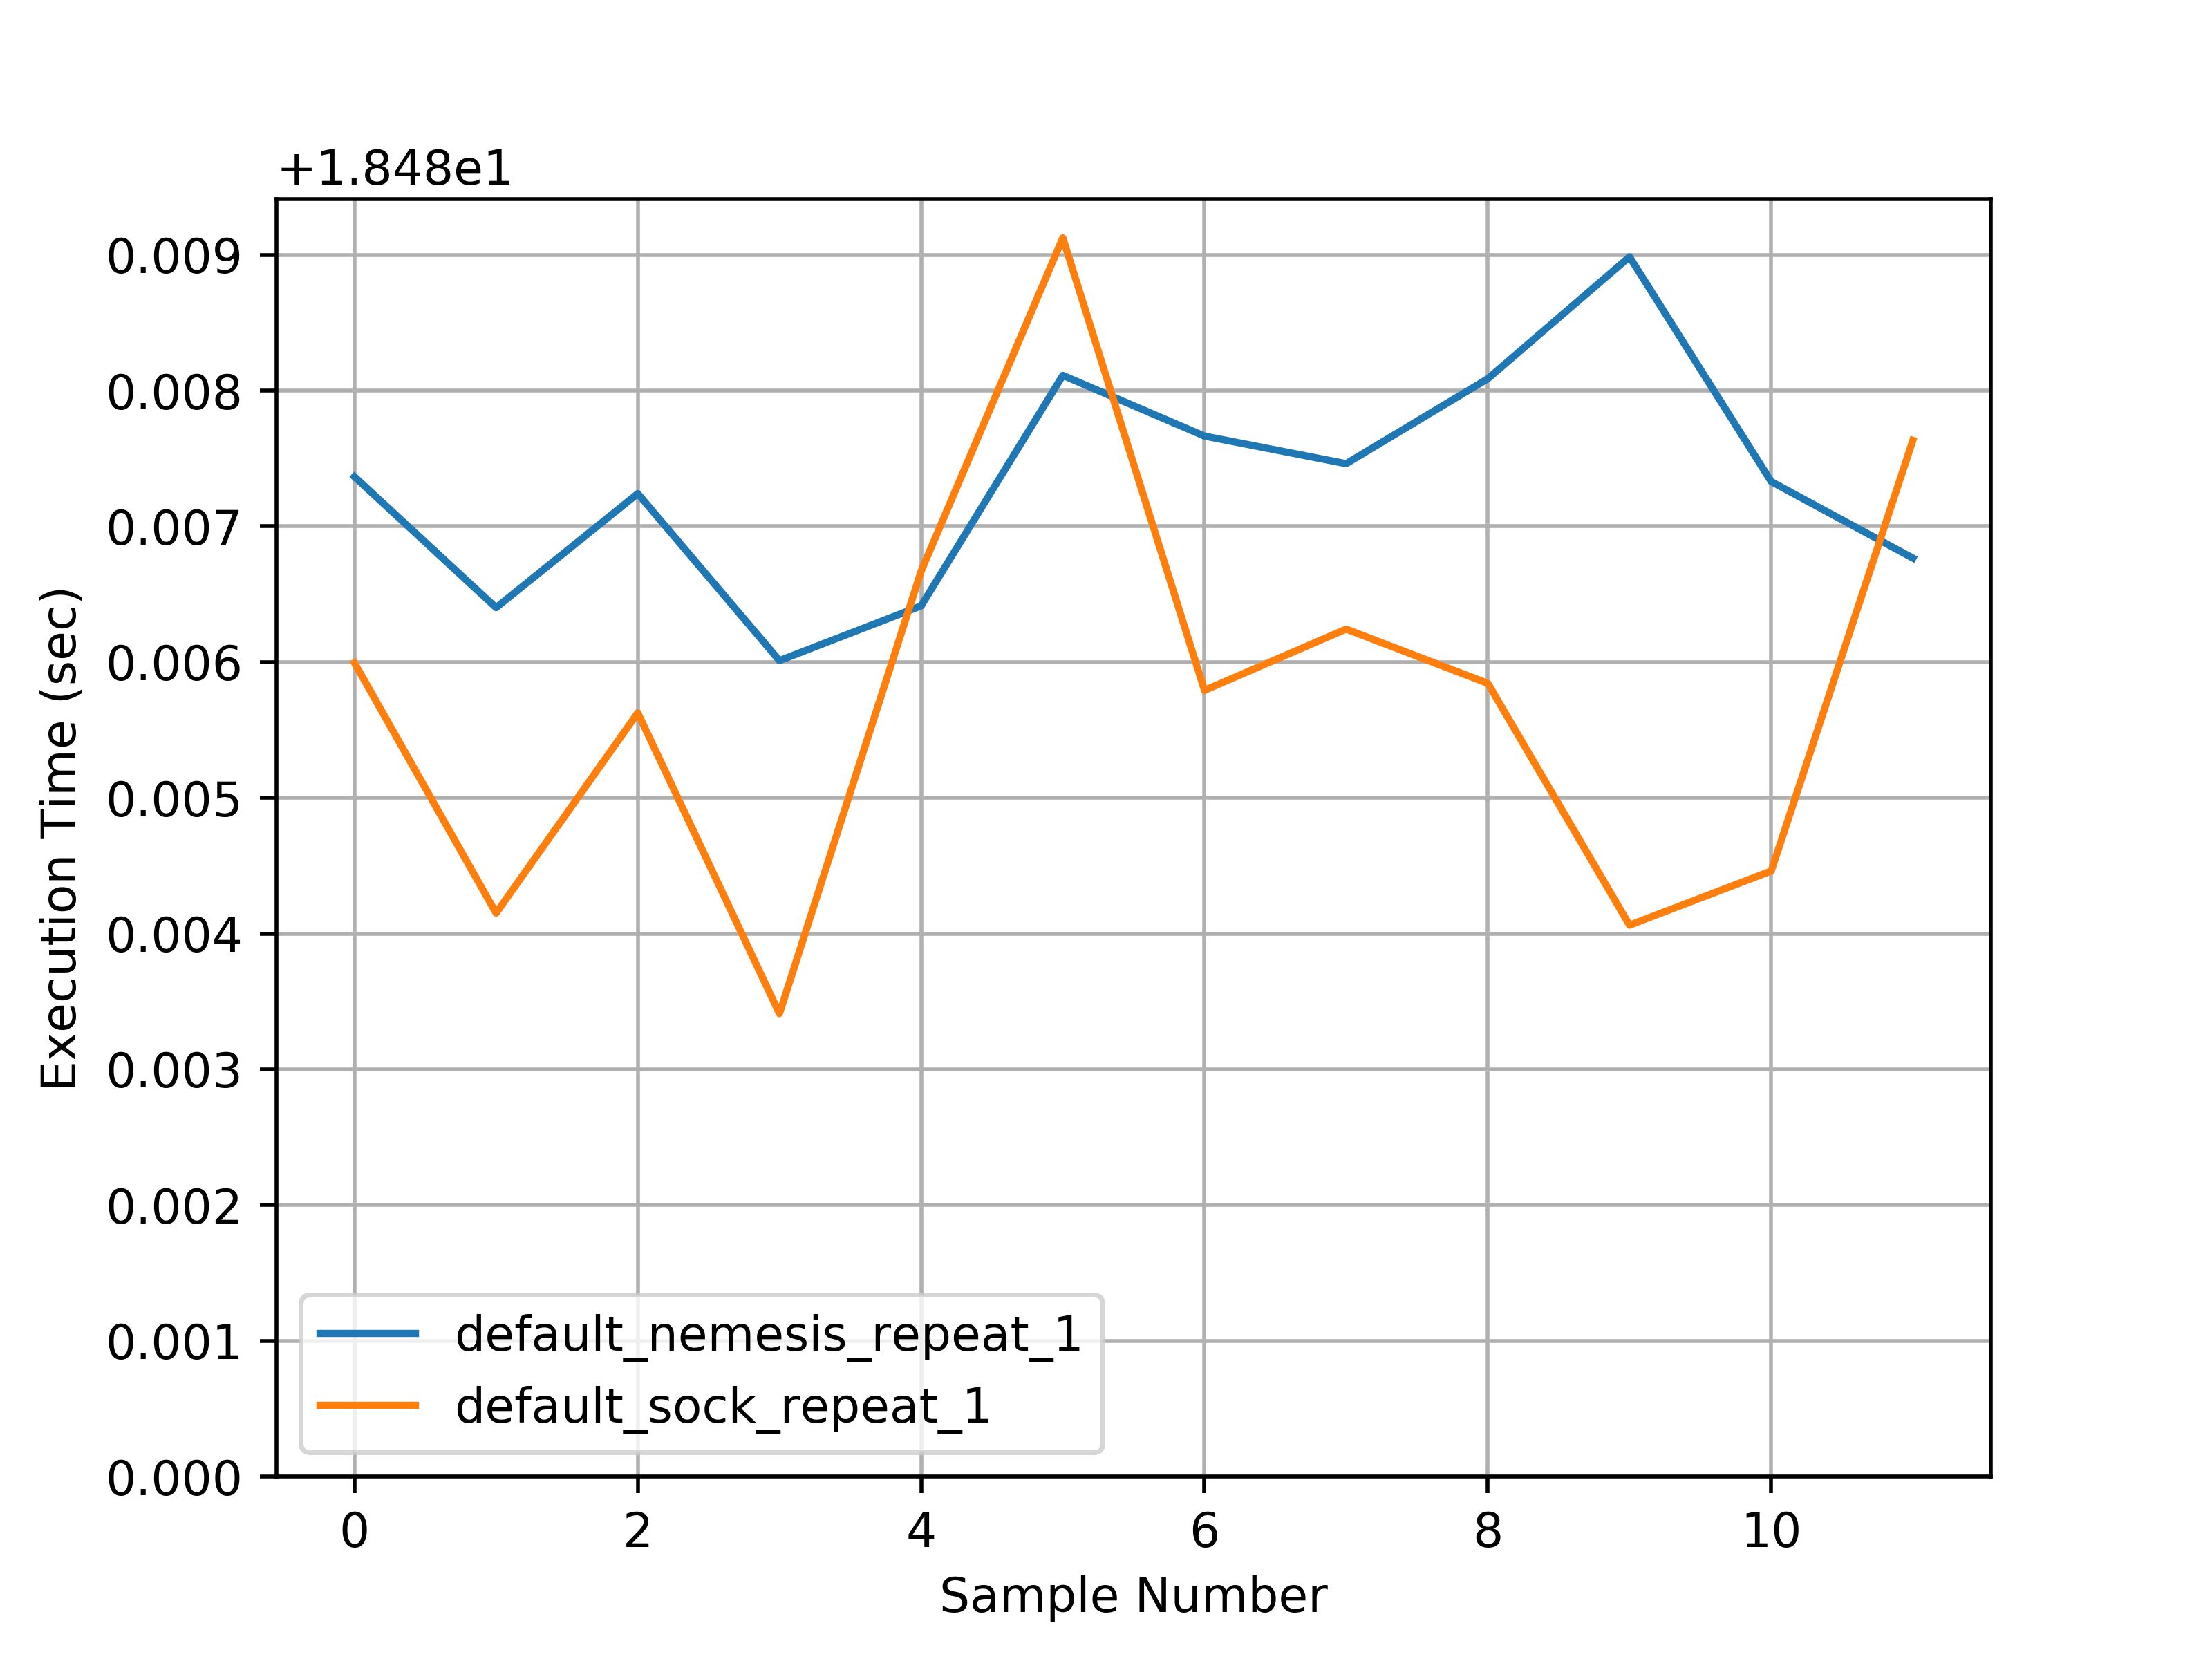 +1.848e1
0.009
0.008
0.007
0.006
0.005
0.004
0.003
0.002
0.001
0.000
Execution Time (sec)
default_nemesis_repeat_1
default_sock_repeat_1
0 2 4 6 8 10
Sample Number